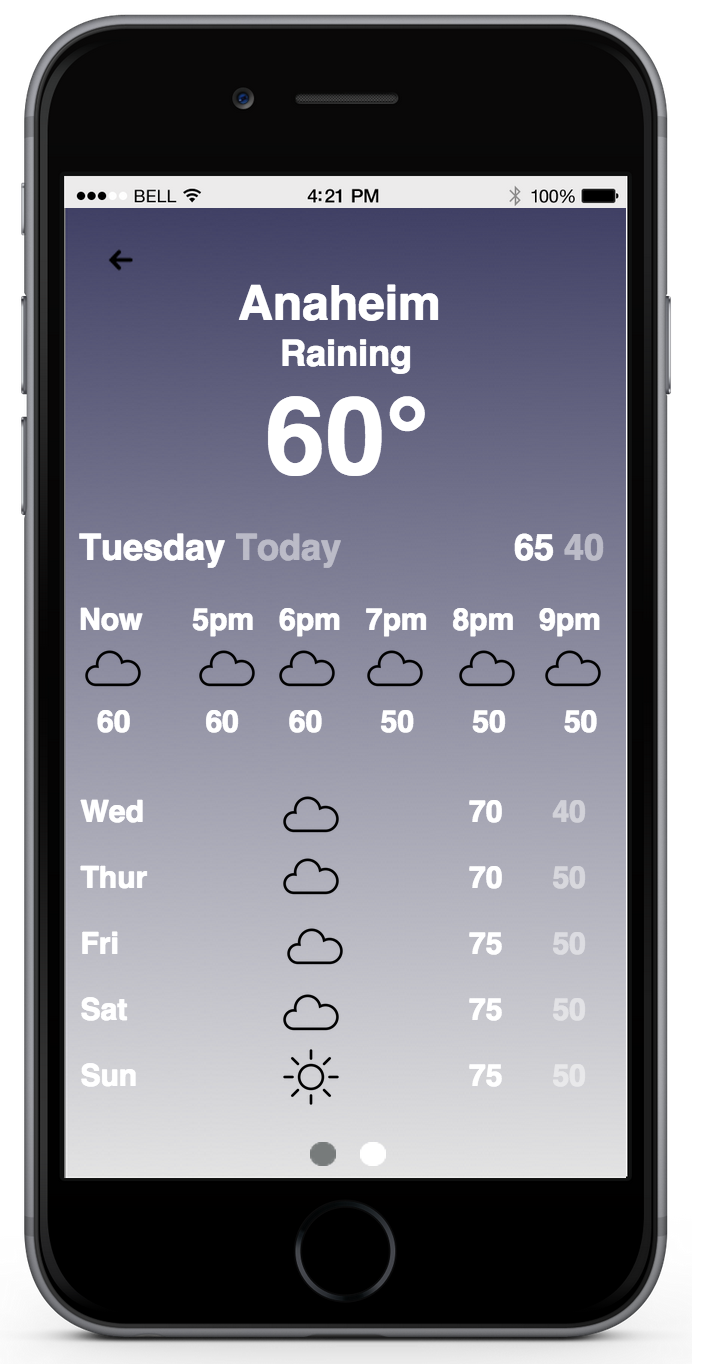 BELL 4:21 PM 100%
Anaheim
Raining
60°
Tuesday Today 65 40
Now 5pm 6pm 7pm 8pm 9pm
60 60 60 50 50 50
Wed 70 40
Thur 70 50
Fri 75 50
Sat 75 50
Sun 75 50